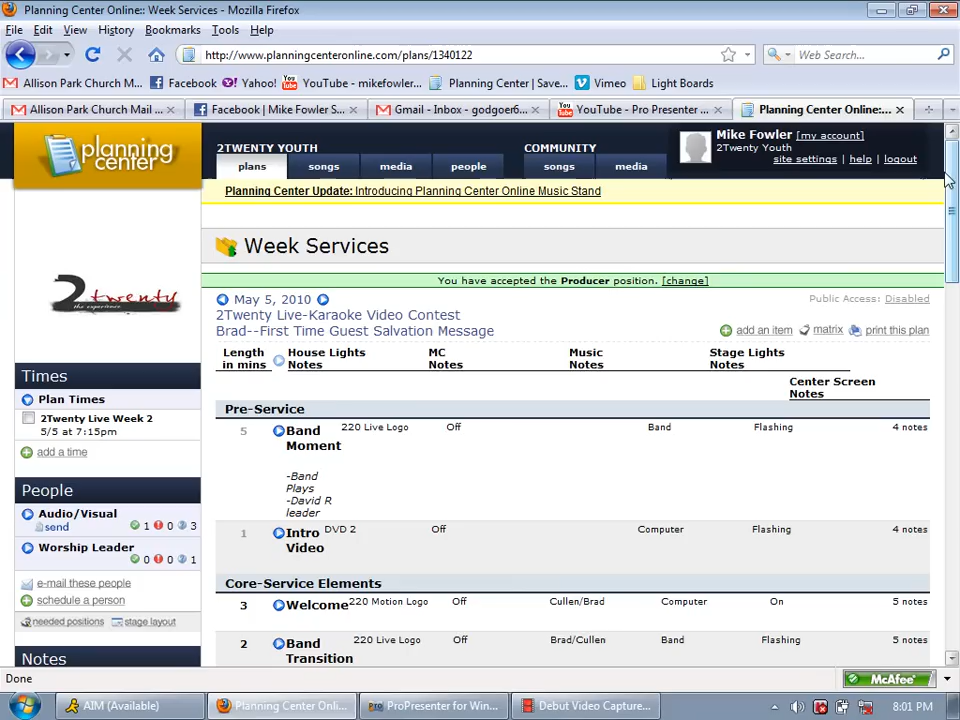 Planning Center Online:: Week Services - Mozilla Firefox
File Edit View History Bookmarks Tools Help
http://www.planningcenteronline.com/plans/1340122
Web Search...
Allison Park Church M... Facebook Yahoo! YouTube - mikefowler... Planning Center | Save... Vimeo Light Boards
Allison Park Church Mail ... Facebook | Mike Fowler S... Gmail - Inbox - godgoer6... YouTube - Pro Presenter ... Planning Center Online:...
planning center
2TWENTY YOUTH
plans songs media people
COMMUNITY
songs media
Mike Fowler [my account]
2Twenty Youth
site settings | help | logout
Planning Center Update: Introducing Planning Center Online Music Stand
Week Services
You have accepted the Producer position. [change]
May 5, 2010
Public Access: Disabled
2Twenty Live-Karaoke Video Contest
Brad--First Time Guest Salvation Message
add an item matrix print this plan
Length in mins
House Lights Notes
MC Notes
Music Notes
Stage Lights Notes
Center Screen Notes
Pre-Service
5 Band Moment 220 Live Logo Off Band Flashing 4 notes
-Band
Plays
-David R
leader
1 Intro Video DVD 2 Off Computer Flashing 4 notes
Core-Service Elements
3 Welcome 220 Motion Logo Off Cullen/Brad Computer On 5 notes
2 Band Transition 220 Live Logo Off Brad/Cullen Band Flashing 5 notes
2twenty
the experience
Times
Plan Times
2Twenty Live Week 2
5/5 at 7:15pm
add a time
People
Audio/Visual
send 1 0 3
Worship Leader
0 0 1
e-mail these people
schedule a person
needed positions stage layout
Notes
Done
McAfee
AIM (Available) Planning Center Onl... ProPresenter for Win... Debut Video Capture...
8:01 PM